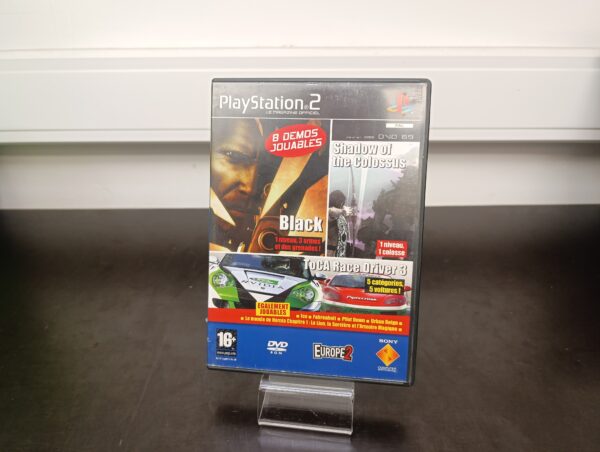 PlayStation 2
LE MAGAZINE OFFICIEL
8 DEMOS
JOUABLES
DVD 69
Shadow of
the Colossus
Black
1 niveau, 3 armes
et des grenades !
1 niveau,
1 colosse
ToCA Race Driver 3
5 catégories,
5 voitures !
EGALEMENT
JOUABLES
Ico Fahrenheit Pilot Down Urban Reign
Le monde de Narnia Chapitre 1 : Le Lion, la Sorcière et l'Armoire Magique
16+
DVD
ROM
EUROPE 2
SONY